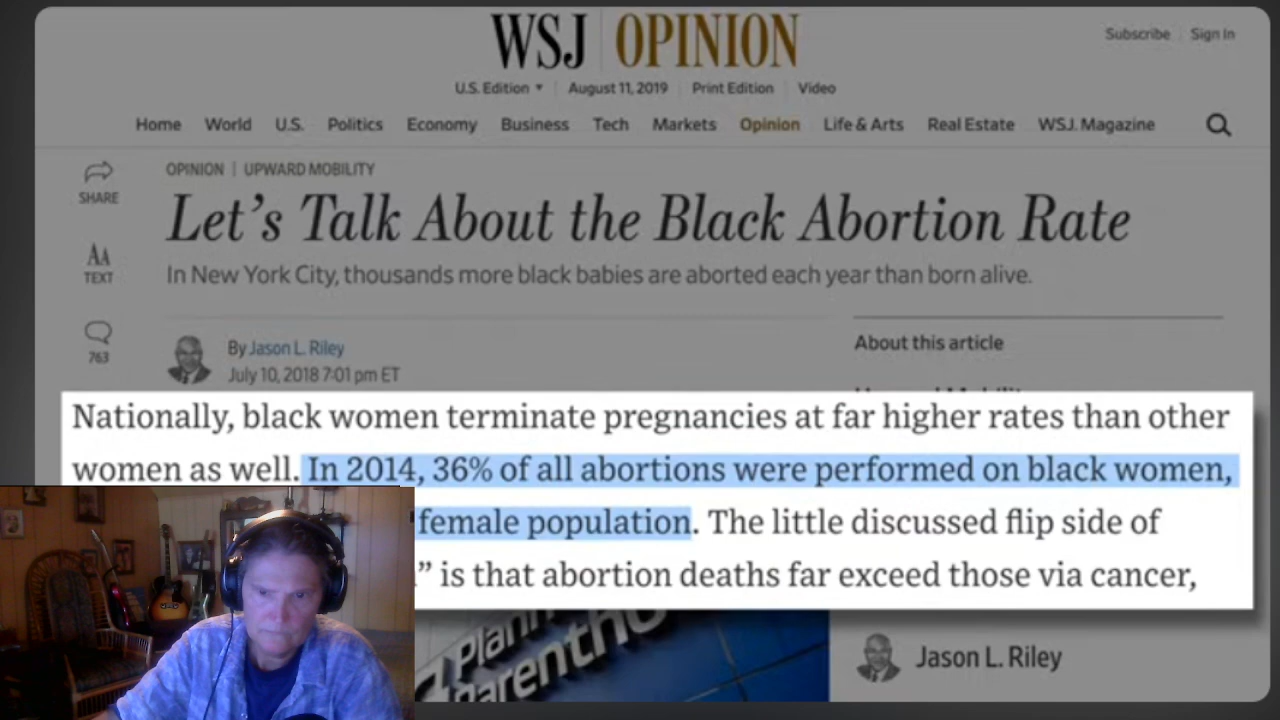 WSJ OPINION
Subscribe Sign In
U.S. Edition August 11, 2019 Print Edition Video
Home World U.S. Politics Economy Business Tech Markets Opinion Life & Arts Real Estate WSJ. Magazine
OPINION | UPWARD MOBILITY
SHARE
Let's Talk About the Black Abortion Rate
AA
TEXT
In New York City, thousands more black babies are aborted each year than born alive.
763
By Jason L. Riley
July 10, 2018 7:01 pm ET
About this article
Nationally, black women terminate pregnancies at far higher rates than other
women as well. In 2014, 36% of all abortions were performed on black women,
female population. The little discussed flip side of
” is that abortion deaths far exceed those via cancer,
Jason L. Riley